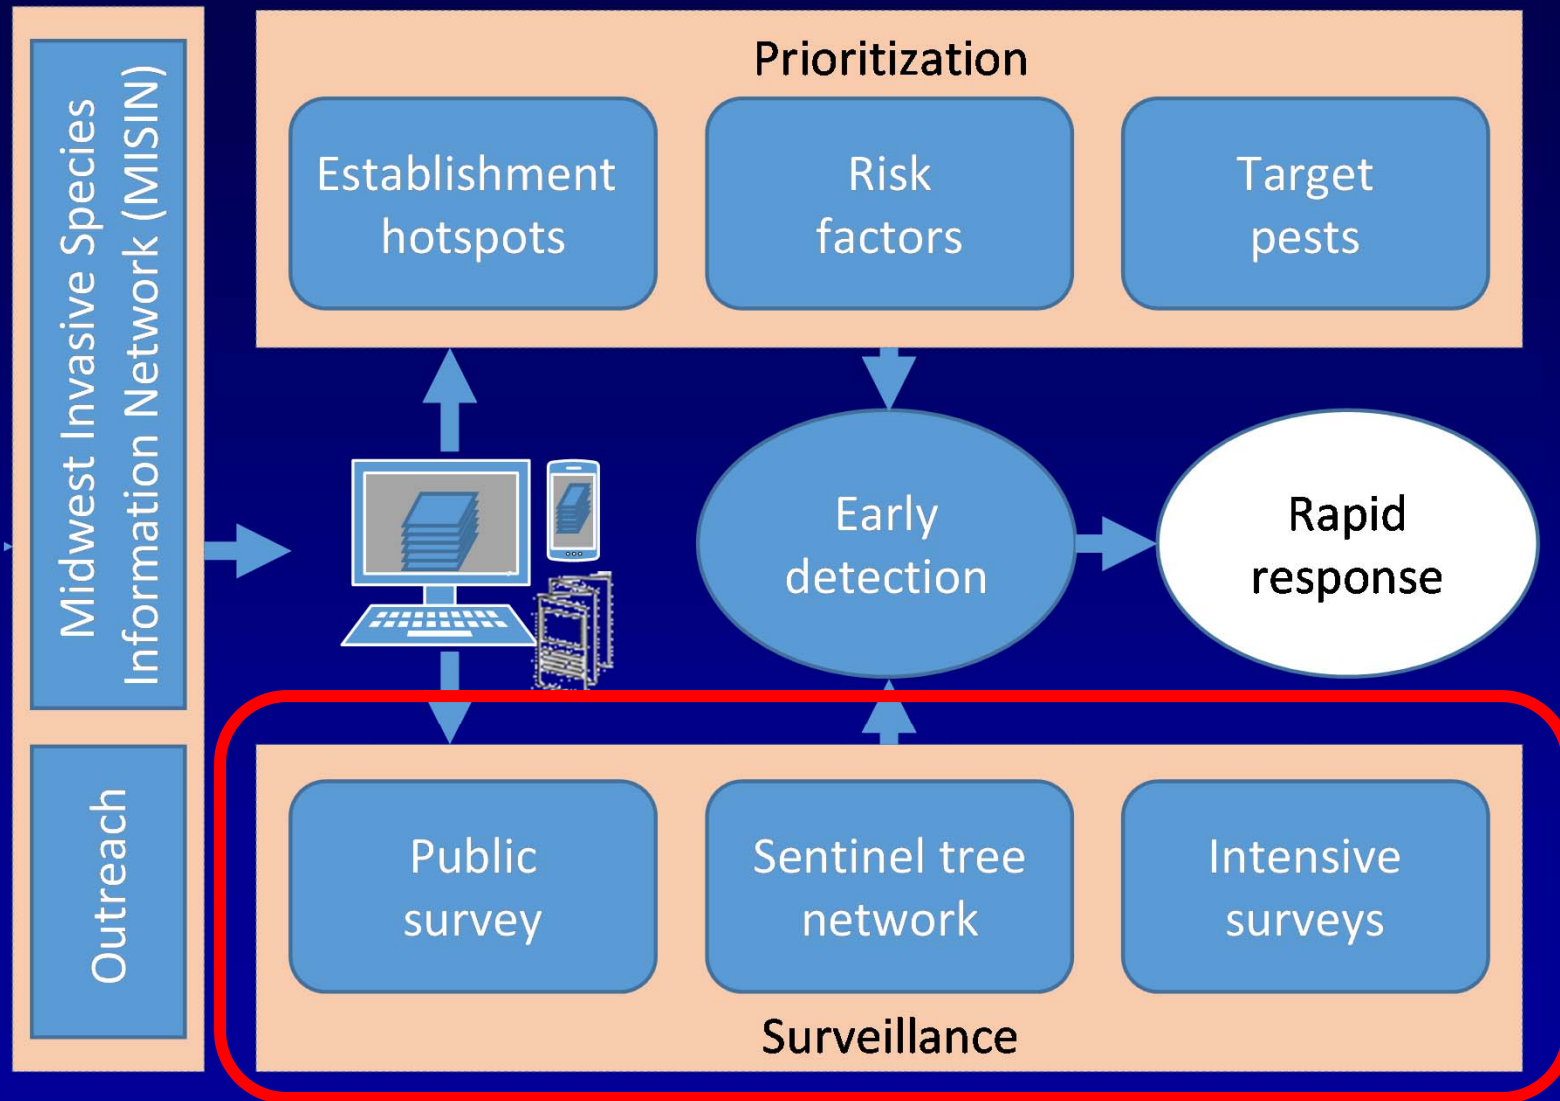 Midwest Invasive Species
Information Network (MISIN)
Outreach
Prioritization
Establishment
hotspots
Risk
factors
Target
pests
Early
detection
Rapid
response
Public
survey
Sentinel tree
network
Intensive
surveys
Surveillance